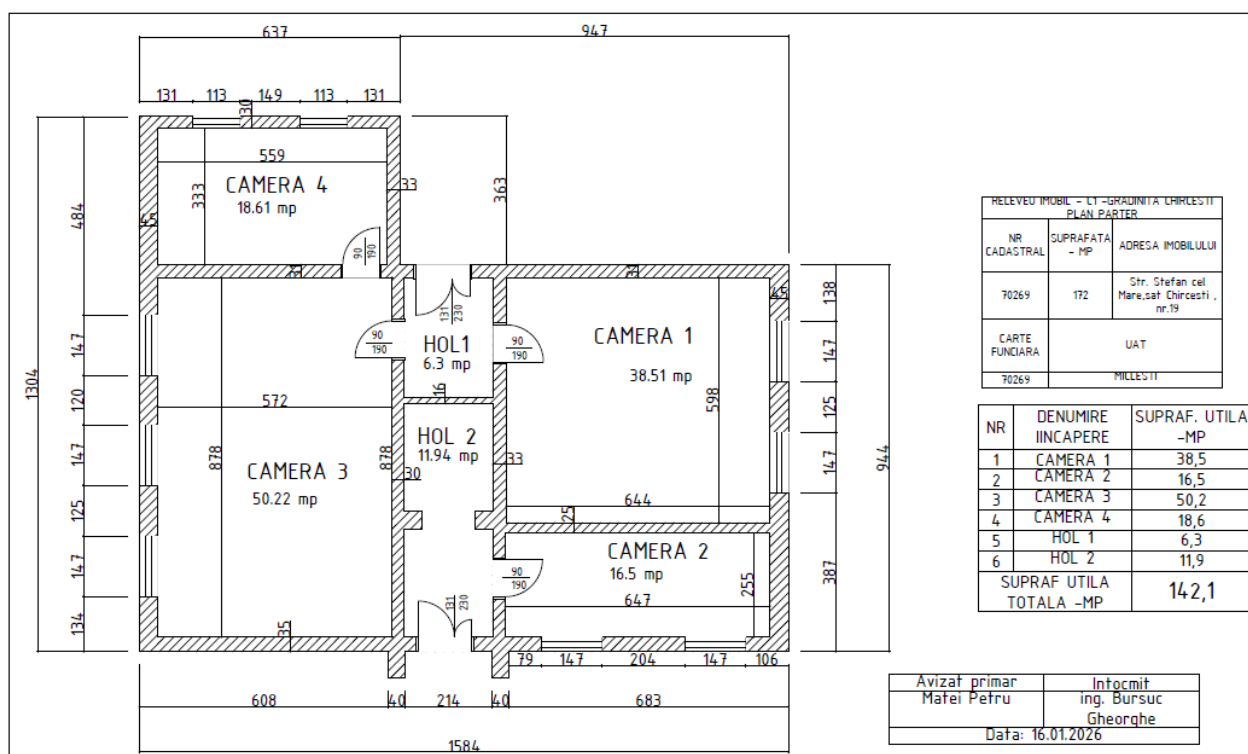 637
947
131 113 149 113 131
130
559
333
CAMERA 4
18.61 mp
33
363
45
484
90
190
31
31
45
138
131
230
90
190
90
190
HOL1
6.3 mp
CAMERA 1
38.51 mp
147
147
1304
120
16
598
125
572
HOL 2
11.94 mp
878
878
30
33
147
147
944
CAMERA 3
50.22 mp
644
25
125
CAMERA 2
16.5 mp
90
190
255
387
147
131
230
647
134
35
79 147 204 147 106
608 40 214 40 683
1584
RELEVEU IMOBIL - C1 -GRADINITA CHIRCESTI
PLAN PARTER
NR
CADASTRAL
SUPRAFATA
- MP
ADRESA IMOBILULUI
70269
172
Str. Stefan cel
Mare,sat Chircesti ,
nr.19
CARTE
FUNCIARA
UAT
70269
MICLESTI
NR
DENUMIRE
IINCAPERE
SUPRAF. UTILA
-MP
1 CAMERA 1 38,5
2 CAMERA 2 16,5
3 CAMERA 3 50,2
4 CAMERA 4 18,6
5 HOL 1 6,3
6 HOL 2 11,9
SUPRAF UTILA
TOTALA -MP
142,1
Avizat primar
Matei Petru
Intocmit
ing. Bursuc
Gheorghe
Data: 16.01.2026